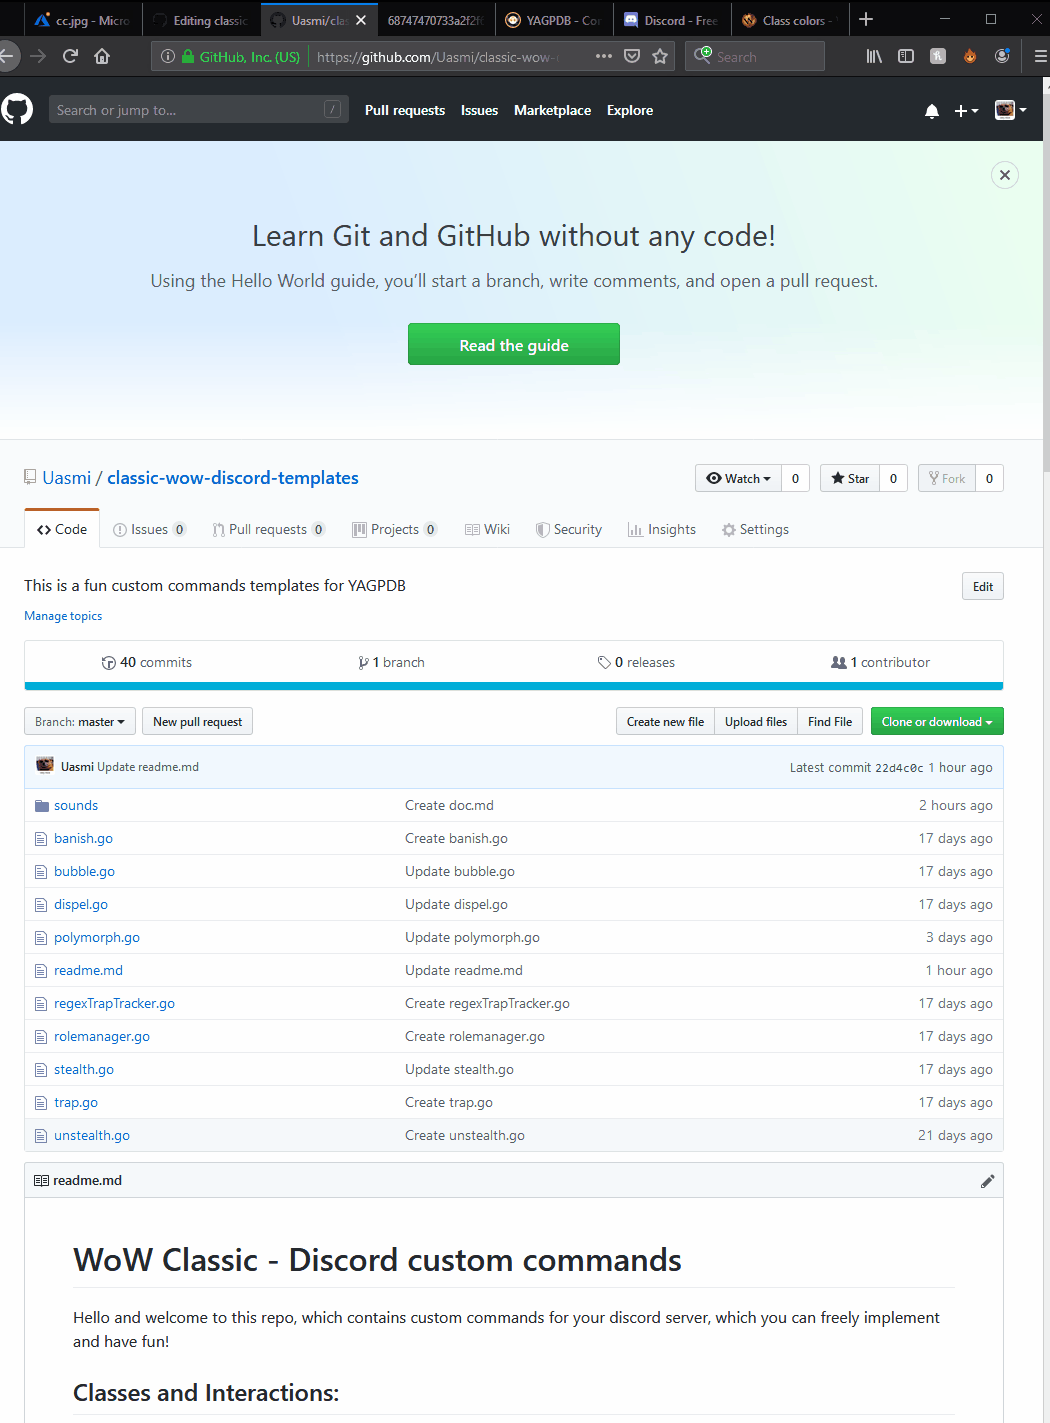 cc.jpg - Micro
Editing classic
Uasmi/clas
68747470733a2f2f6
YAGPDB - Con
Discord - Free
Class colors -
GitHub, Inc. (US)
https://github.com/Uasmi/classic-wow-
Search
Search or jump to...
/
Pull requests
Issues
Marketplace
Explore
Learn Git and GitHub without any code!
Using the Hello World guide, you’ll start a branch, write comments, and open a pull request.
Read the guide
Uasmi / classic-wow-discord-templates
Watch 0
Star 0
Fork 0
Code
Issues 0
Pull requests 0
Projects 0
Wiki
Security
Insights
Settings
This is a fun custom commands templates for YAGPDB
Edit
Manage topics
40 commits
1 branch
0 releases
1 contributor
Branch: master
New pull request
Create new file
Upload files
Find File
Clone or download
Uasmi Update readme.md
Latest commit 22d4c0c 1 hour ago
sounds Create doc.md 2 hours ago
banish.go Create banish.go 17 days ago
bubble.go Update bubble.go 17 days ago
dispel.go Update dispel.go 17 days ago
polymorph.go Update polymorph.go 3 days ago
readme.md Update readme.md 1 hour ago
regexTrapTracker.go Create regexTrapTracker.go 17 days ago
rolemanager.go Create rolemanager.go 17 days ago
stealth.go Update stealth.go 17 days ago
trap.go Create trap.go 17 days ago
unstealth.go Create unstealth.go 21 days ago
readme.md
WoW Classic - Discord custom commands
Hello and welcome to this repo, which contains custom commands for your discord server, which you can freely implement
and have fun!
Classes and Interactions: